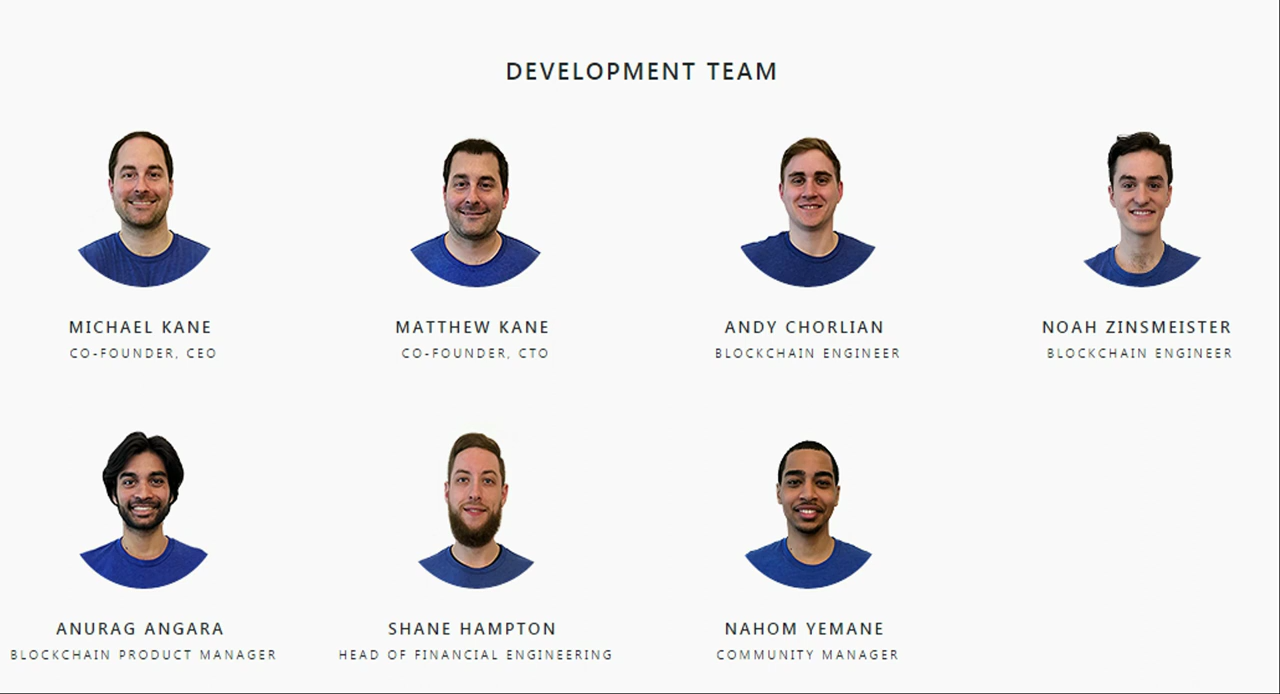 DEVELOPMENT TEAM
MICHAEL KANE
CO-FOUNDER, CEO
MATTHEW KANE
CO-FOUNDER, CTO
ANDY CHORLIAN
BLOCKCHAIN ENGINEER
NOAH ZINSMEISTER
BLOCKCHAIN ENGINEER
ANURAG ANGARA
BLOCKCHAIN PRODUCT MANAGER
SHANE HAMPTON
HEAD OF FINANCIAL ENGINEERING
NAHOM YEMANE
COMMUNITY MANAGER